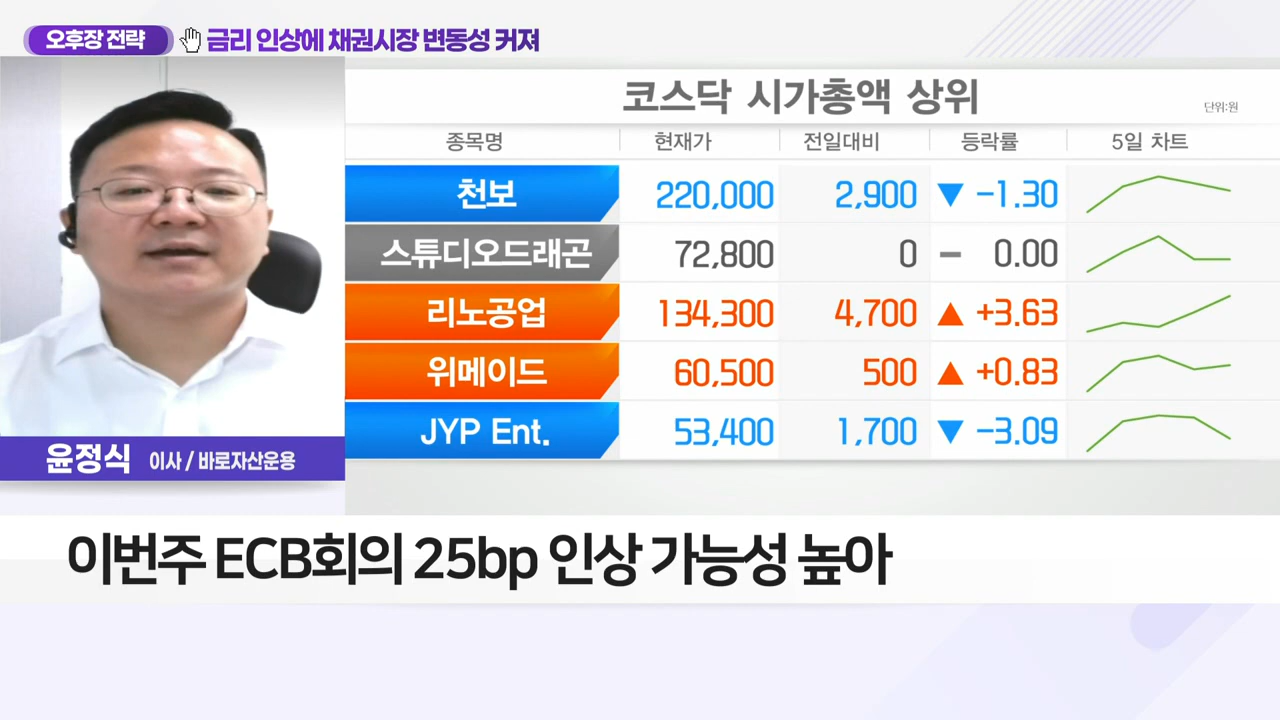 오후장 전략 금리 인상에 채권시장 변동성 커져
코스닥 시가총액 상위
단위:원
종목명 현재가 전일대비 등락률 5일 차트
천보 220,000 2,900 ▼ -1.30
스튜디오드래곤 72,800 0 - 0.00
리노공업 134,300 4,700 ▲ +3.63
위메이드 60,500 500 ▲ +0.83
JYP Ent. 53,400 1,700 ▼ -3.09
윤정식 이사 / 바로자산운용
이번주 ECB회의 25bp 인상 가능성 높아